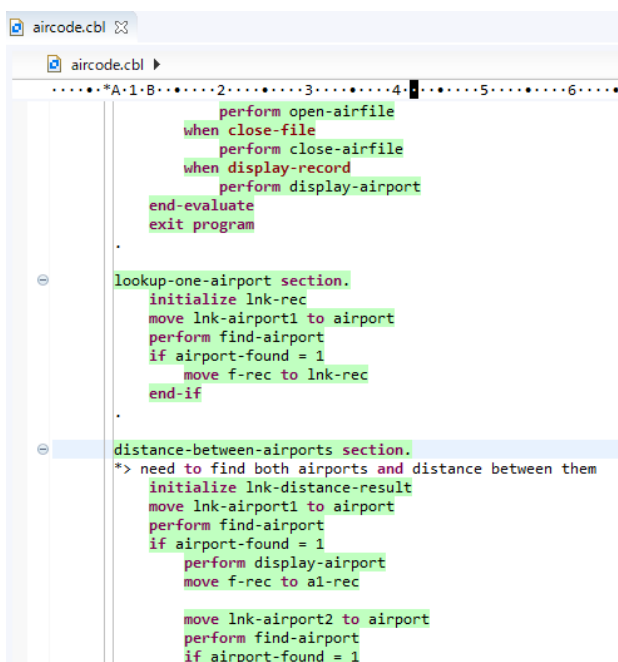 aircode.cbl
aircode.cbl
····•·*A·1·B··•····2····•····3····•····4·▪··•····5····•····6····•
perform open-airfile
when close-file
perform close-airfile
when display-record
perform display-airport
end-evaluate
exit program
.
lookup-one-airport section.
initialize lnk-rec
move lnk-airport1 to airport
perform find-airport
if airport-found = 1
move f-rec to lnk-rec
end-if
.
distance-between-airports section.
*> need to find both airports and distance between them
initialize lnk-distance-result
move lnk-airport1 to airport
perform find-airport
if airport-found = 1
perform display-airport
move f-rec to a1-rec
move lnk-airport2 to airport
perform find-airport
if airport-found = 1